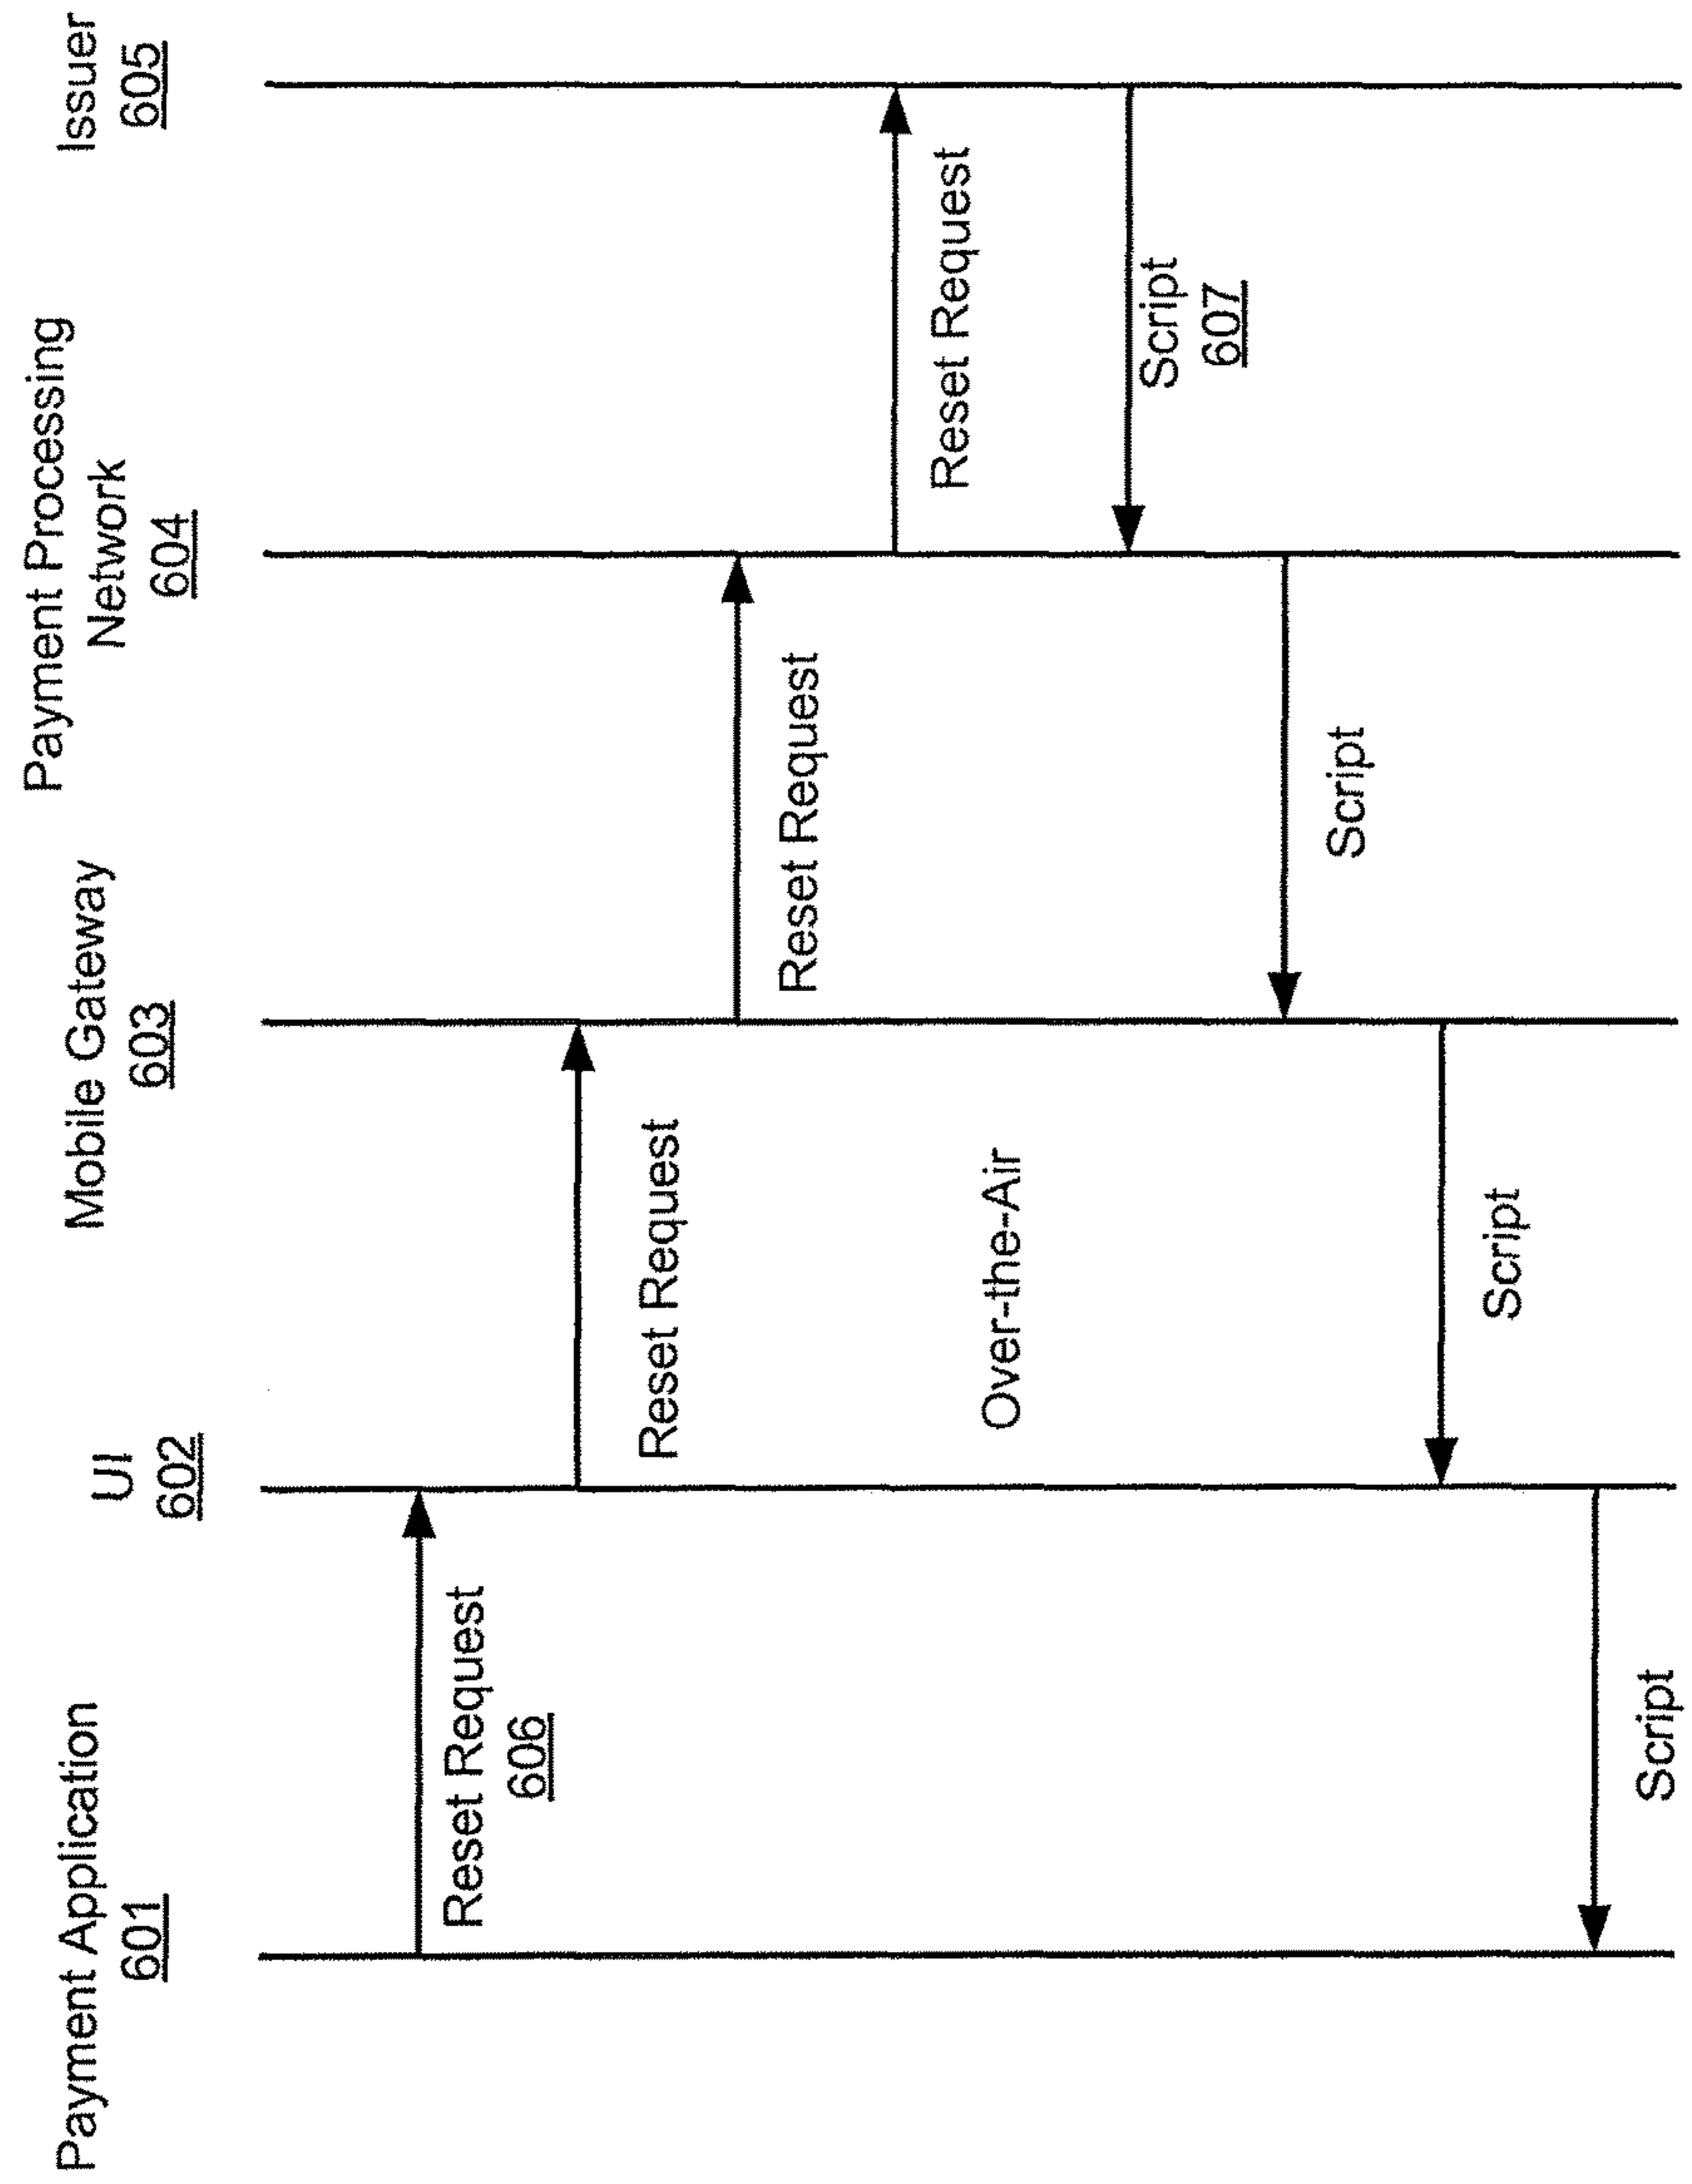 Payment Application
601
UI
602
Mobile Gateway
603
Payment Processing
Network
604
Issuer
605
Reset Request
606
Reset Request
Reset Request
Reset Request
Over-the-Air
Script
607
Script
Script
Script